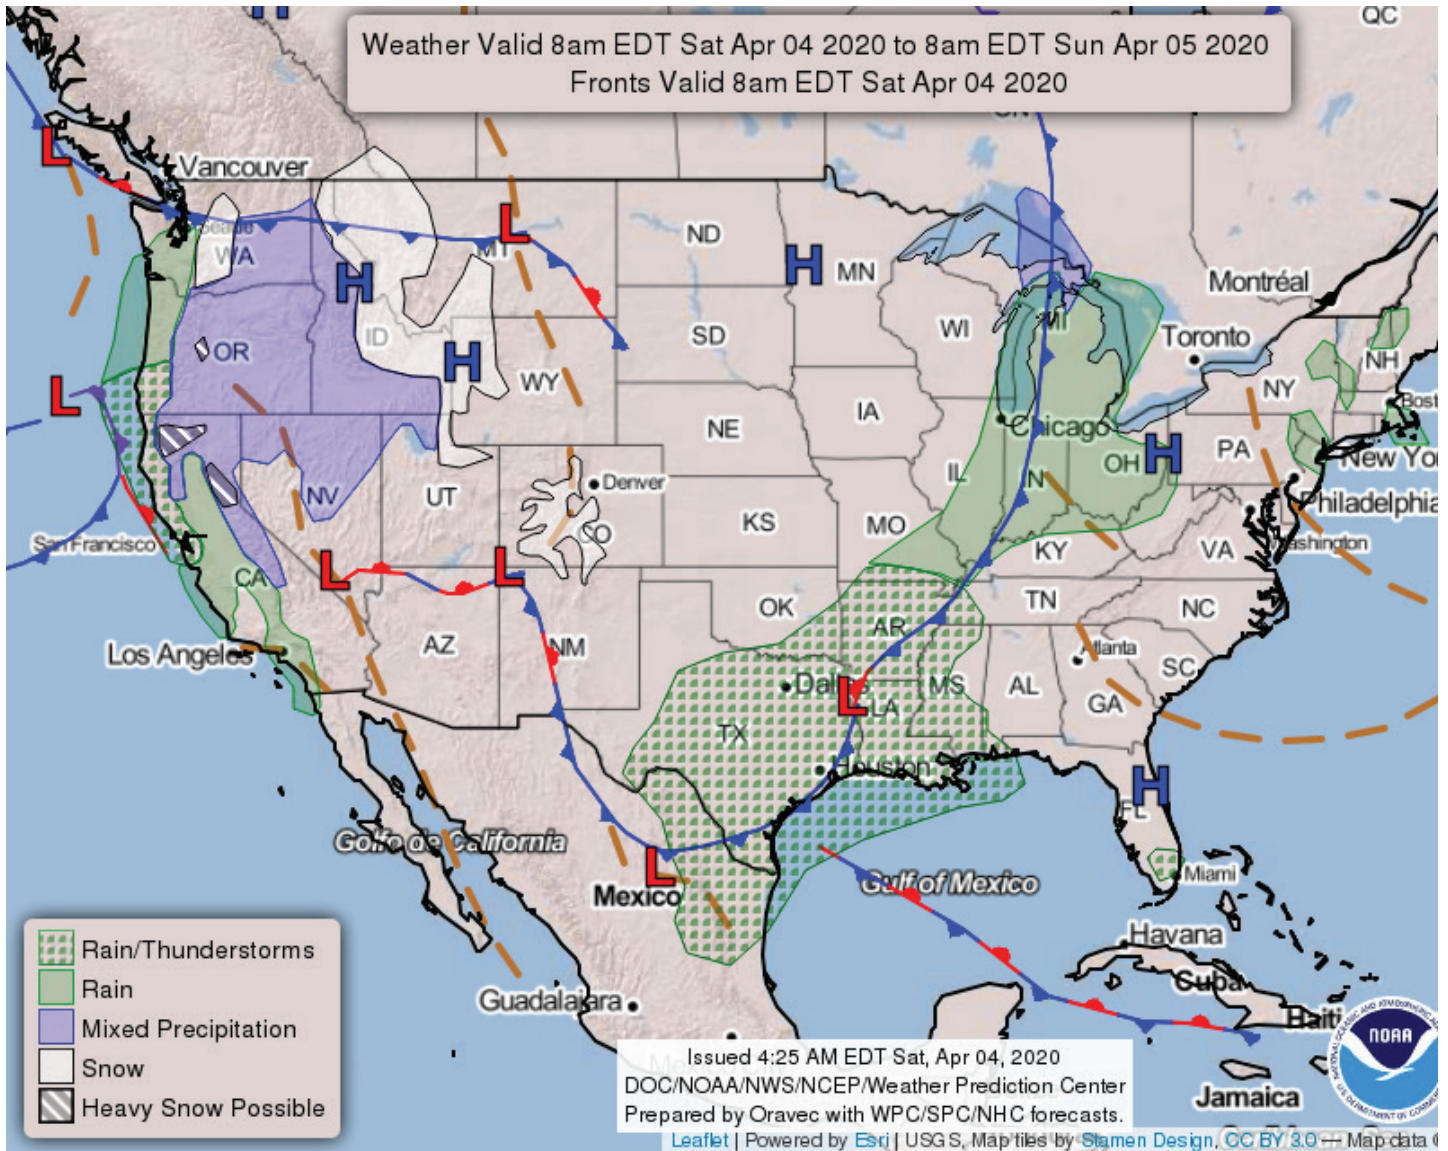 QC
Weather Valid 8am EDT Sat Apr 04 2020 to 8am EDT Sun Apr 05 2020
Fronts Valid 8am EDT Sat Apr 04 2020
H
ON
L
Vancouver
Seattle
WA
L
MT
ND
H
MN
Montréal
H
ID
OR
H
WY
SD
WI
MI
Toronto
NH
NY
L
IA
NE
Chicago
Boston
IL
IN
OH
H
PA
New Yo
NV
UT
Denver
CO
KS
MO
Philadelphia
San Francisco
KY
VA
Washington
CA
L
L
OK
TN
NC
AR
Los Angeles
AZ
NM
Atlanta
SC
Dallas
L
LA
MS
AL
GA
TX
Houston
H
FL
Golfo de California
L
Mexico
Gulf of Mexico
Miami
Havana
Cuba
Guadalajara
Haiti
Jamaica
Rain/Thunderstorms
Rain
Mixed Precipitation
Snow
Heavy Snow Possible
Issued 4:25 AM EDT Sat, Apr 04, 2020
DOC/NOAA/NWS/NCEP/Weather Prediction Center
Prepared by Oravec with WPC/SPC/NHC forecasts.
NOAA
Leaflet | Powered by Esri | USGS, Map tiles by Stamen Design, CC BY 3.0 — Map data ©